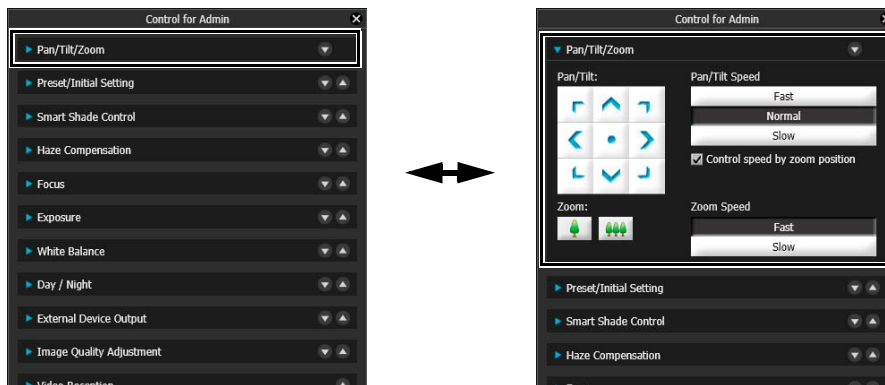 Control for Admin
Pan/Tilt/Zoom
Preset/Initial Setting
Smart Shade Control
Haze Compensation
Focus
Exposure
White Balance
Day / Night
External Device Output
Image Quality Adjustment
Video Reception
Control for Admin
Pan/Tilt/Zoom
Pan/Tilt:
Pan/Tilt Speed
Fast
Normal
Slow
Control speed by zoom position
Zoom:
Zoom Speed
Fast
Slow
Preset/Initial Setting
Smart Shade Control
Haze Compensation